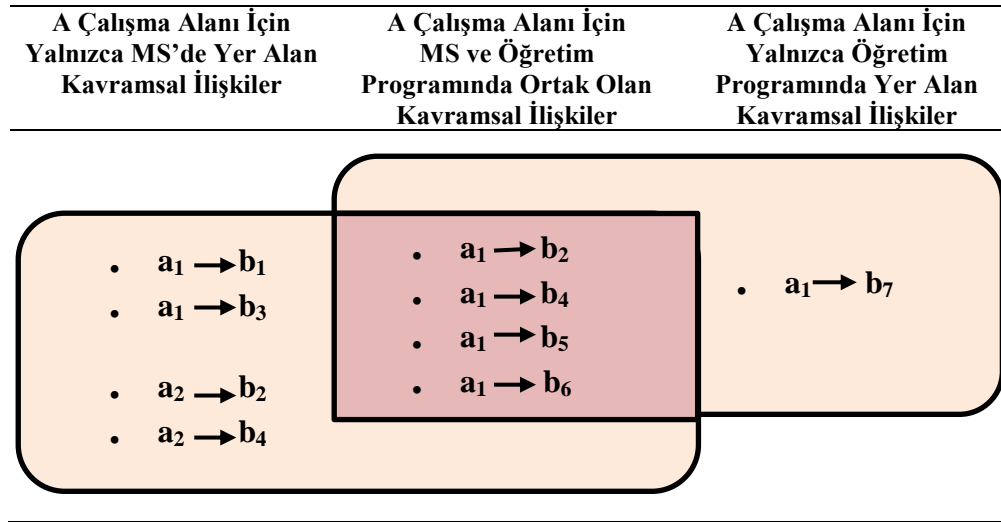 A Çalışma Alanı İçin
Yalnızca MS’de Yer Alan
Kavramsal İlişkiler
A Çalışma Alanı İçin
MS ve Öğretim
Programında Ortak Olan
Kavramsal İlişkiler
A Çalışma Alanı İçin
Yalnızca Öğretim
Programında Yer Alan
Kavramsal İlişkiler
• a₁ → b₁
• a₁ → b₃
• a₂ → b₂
• a₂ → b₄
• a₁ → b₂
• a₁ → b₄
• a₁ → b₅
• a₁ → b₆
• a₁ → b₇